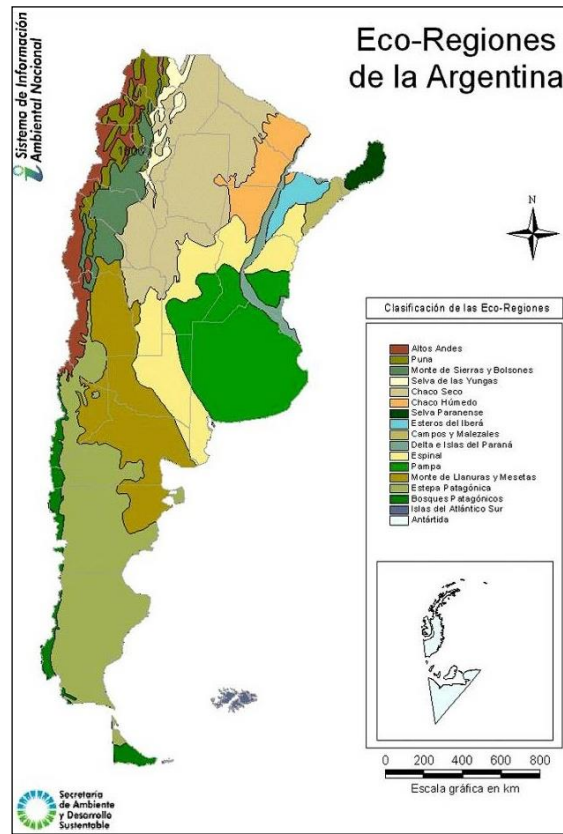 Sistema de Información
Ambiental Nacional
Eco-Regiones
de la Argentina
N
Clasificación de las Eco-Regiones
Altos Andes
Puna
Monte de Sierras y Bolsones
Selva de las Yungas
Chaco Seco
Chaco Húmedo
Selva Paranense
Esteros del Iberá
Campos y Malezales
Delta e Islas del Paraná
Espinal
Pampa
Monte de Llanuras y Mesetas
Estepa Patagónica
Bosques Patagónicos
Islas del Atlántico Sur
Antártida
0 200 400 600 800
Escala gráfica en km
Secretaría
de Ambiente
y Desarrollo
Sustentable